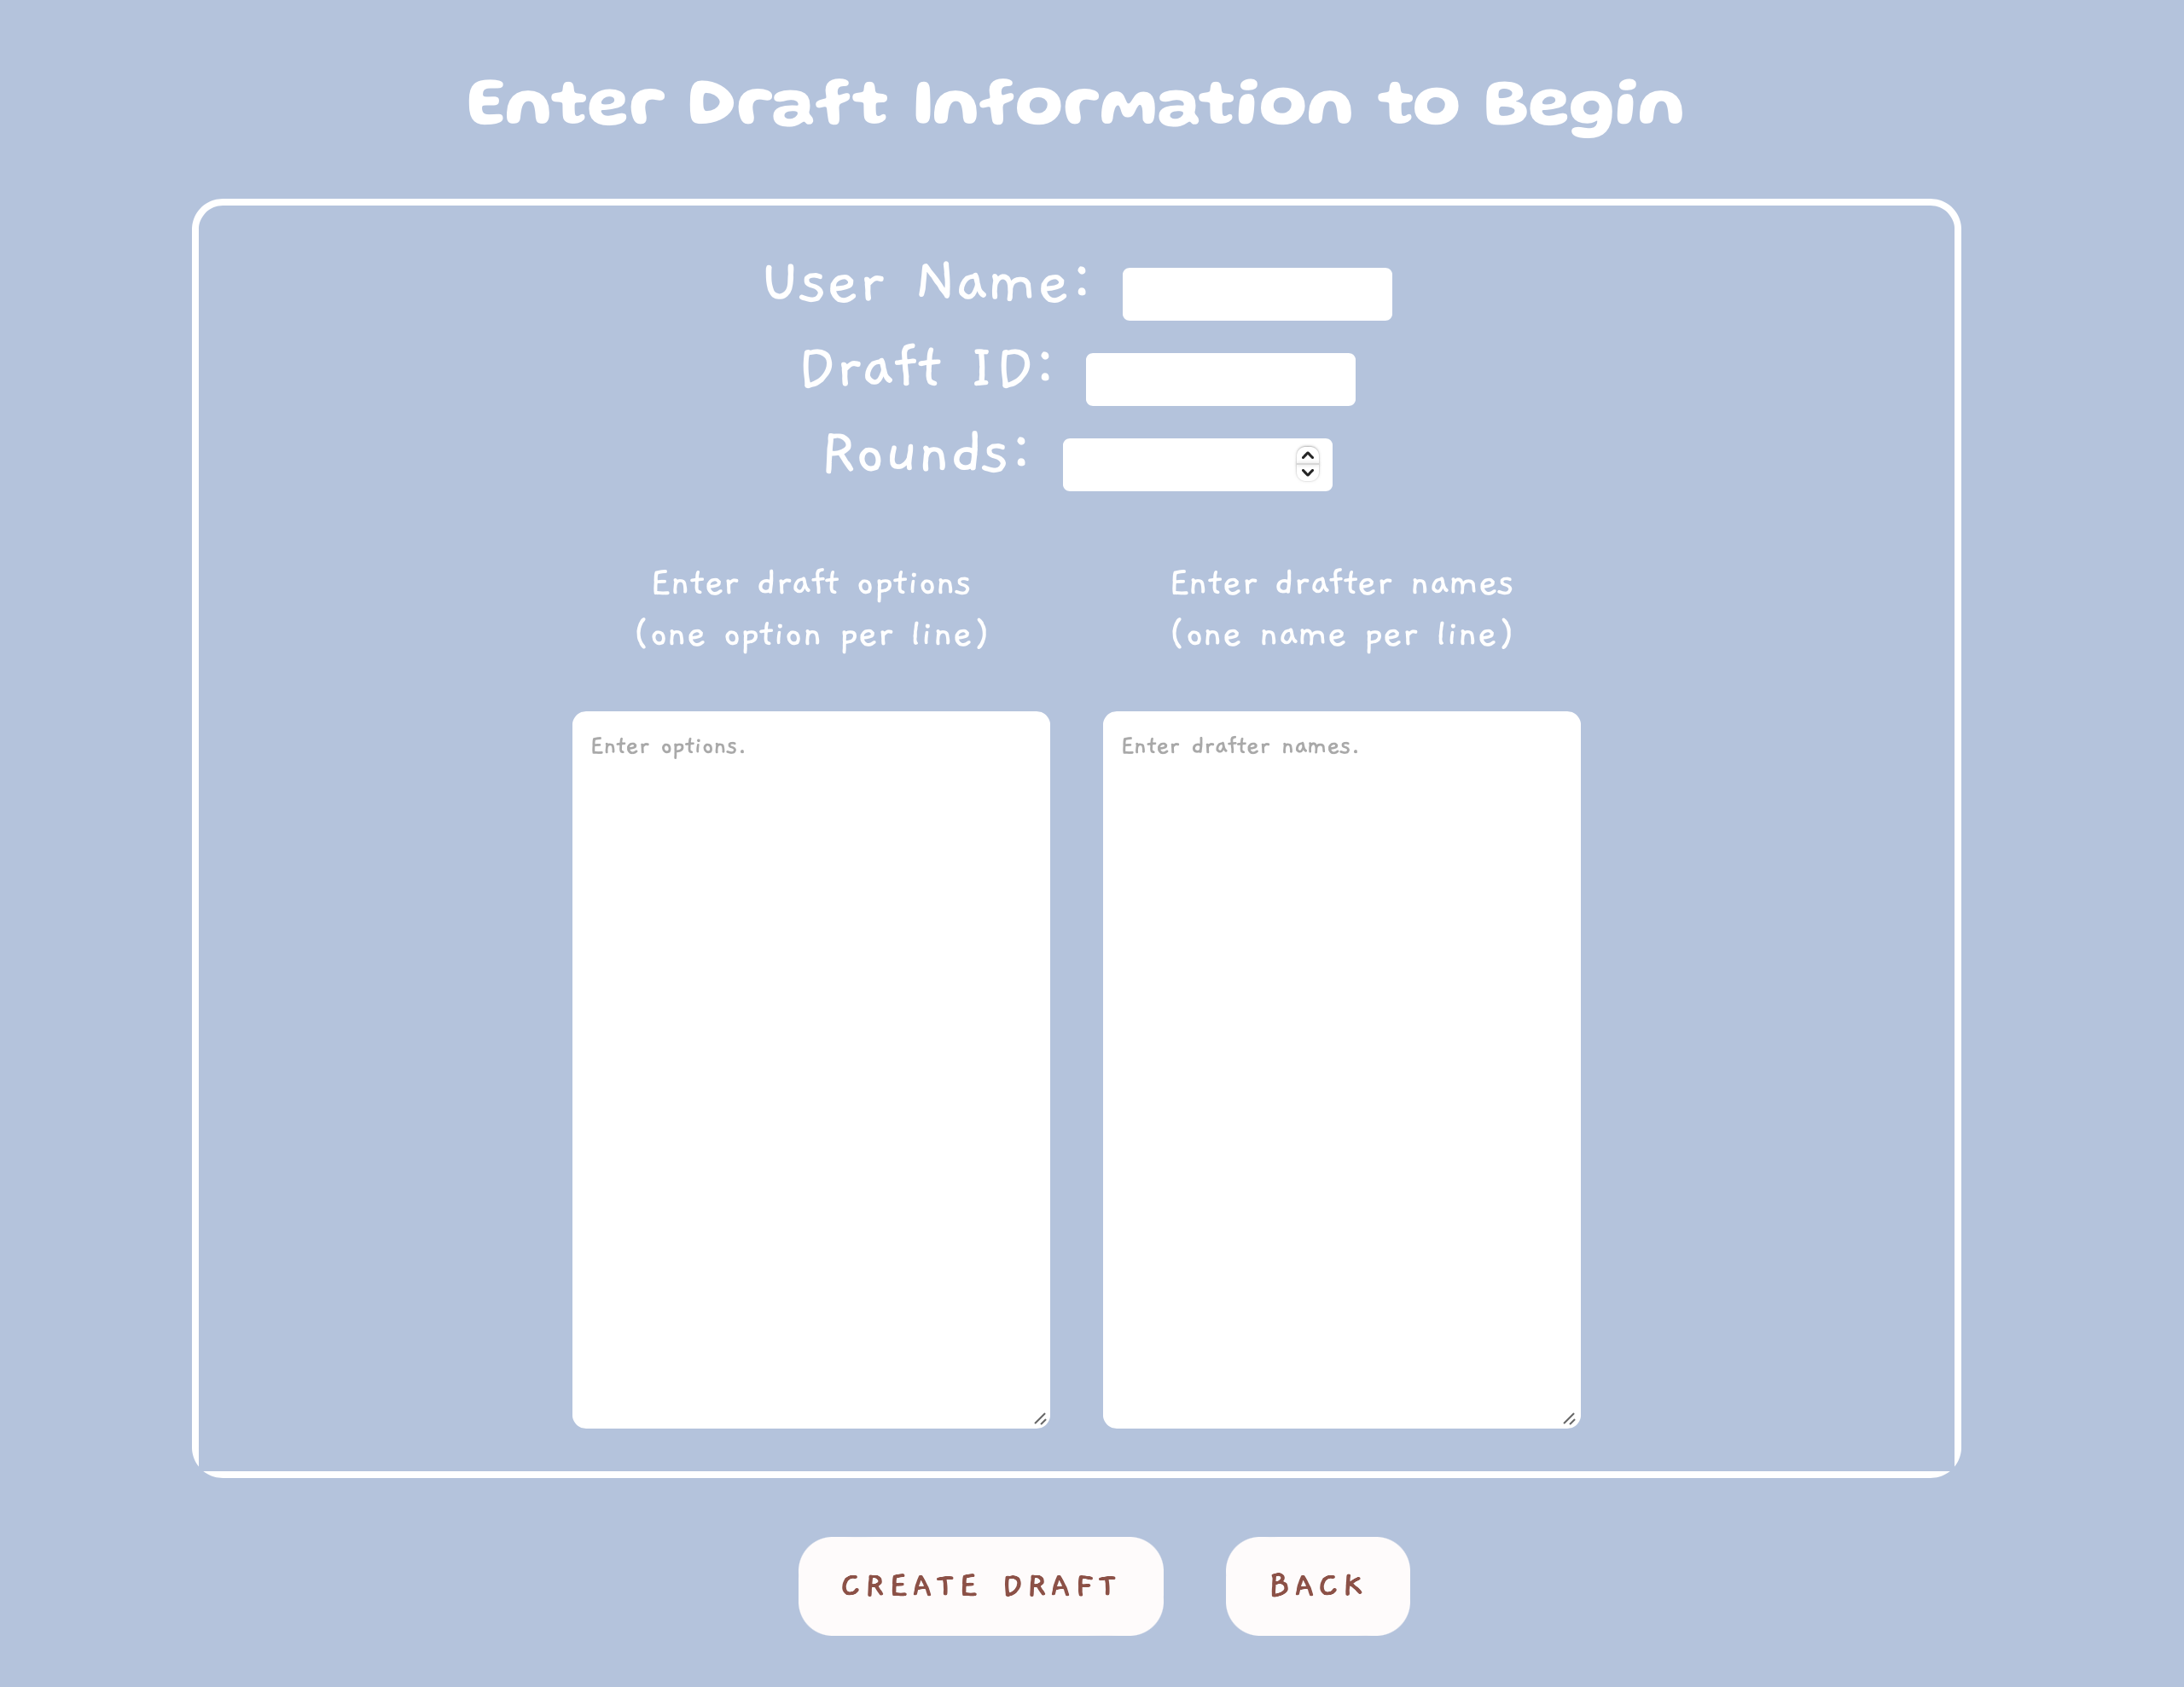 Enter Draft Information to Begin
User Name:
Draft ID:
Rounds:
Enter draft options
(one option per line)
Enter drafter names
(one name per line)
Enter options.
Enter drafter names.
CREATE DRAFT
BACK